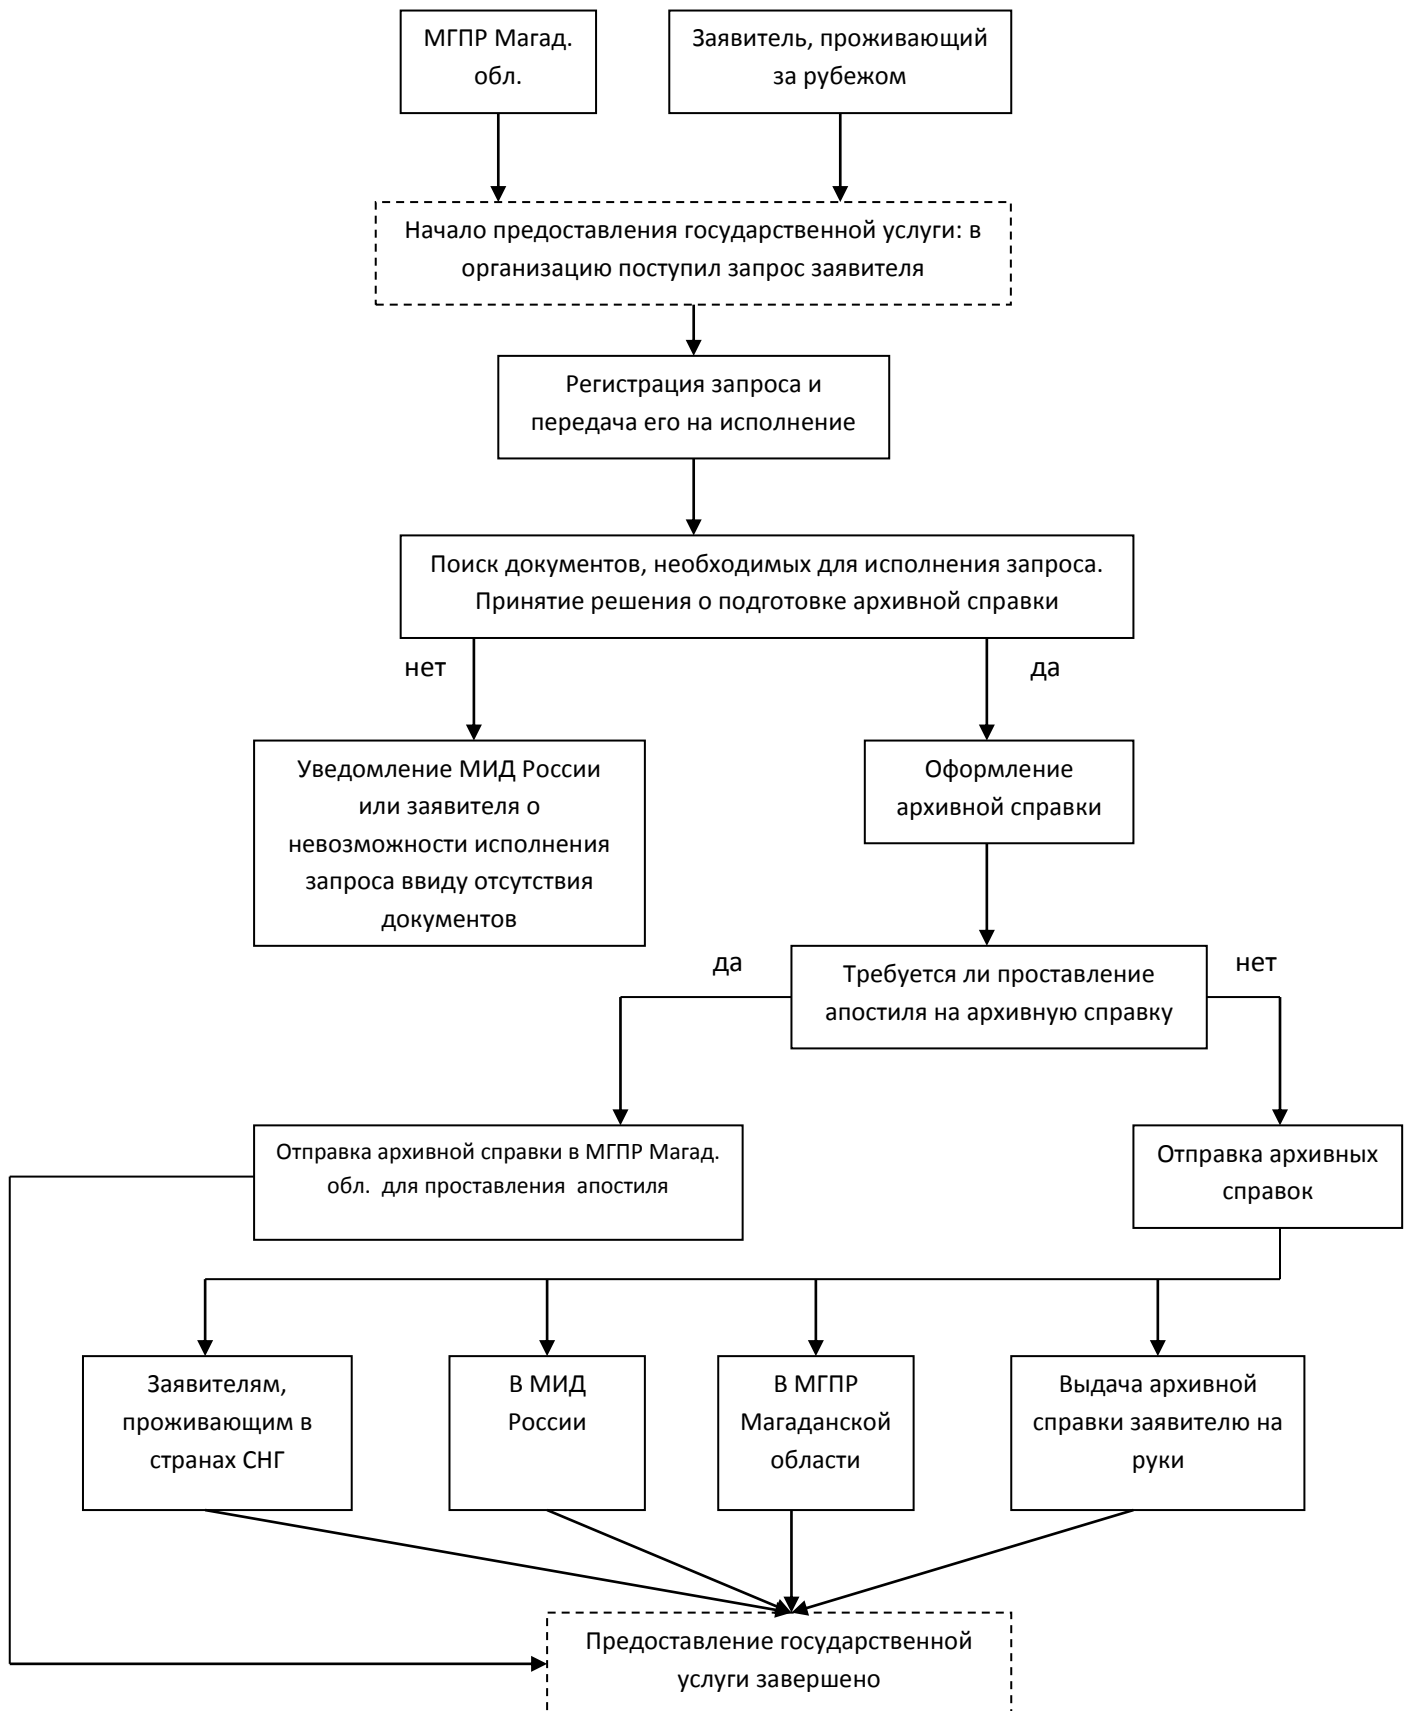 МГПР Магад.
обл.
Заявитель, проживающий
за рубежом
Начало предоставления государственной услуги: в
организацию поступил запрос заявителя
Регистрация запроса и
передача его на исполнение
Поиск документов, необходимых для исполнения запроса.
Принятие решения о подготовке архивной справки
нет
да
Уведомление МИД России
или заявителя о
невозможности исполнения
запроса ввиду отсутствия
документов
Оформление
архивной справки
да
Требуется ли проставление
апостиля на архивную справку
нет
Отправка архивной справки в МГПР Магад.
обл. для проставления апостиля
Отправка архивных
справок
Заявителям,
проживающим в
странах СНГ
В МИД
России
В МГПР
Магаданской
области
Выдача архивной
справки заявителю на
руки
Предоставление государственной
услуги завершено